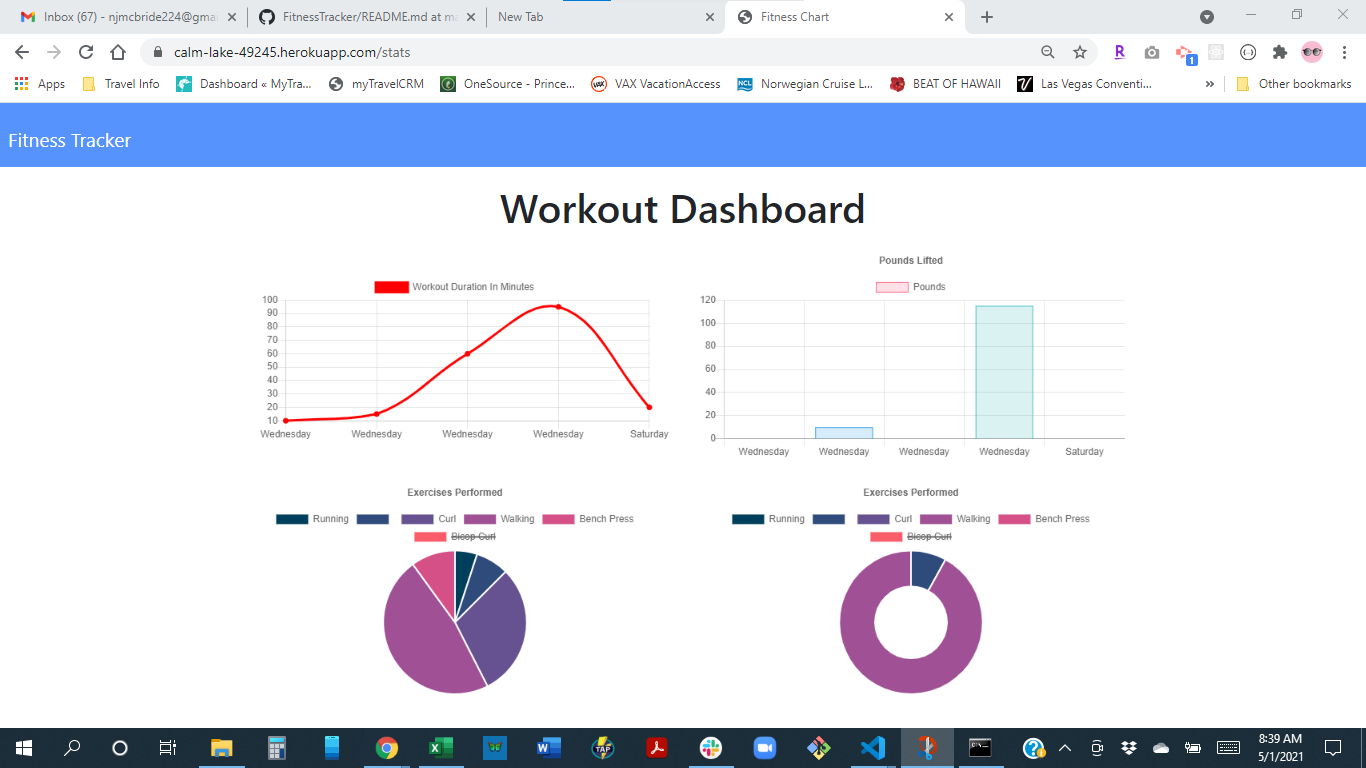 Inbox (67) - njmcbride224@gmai
FitnessTracker/README.md at ma
New Tab
Fitness Chart
calm-lake-49245.herokuapp.com/stats
R
1
Apps
Travel Info
Dashboard « MyTra...
myTravelCRM
OneSource - Prince...
VAX VacationAccess
Norwegian Cruise L...
BEAT OF HAWAII
Las Vegas Conventi...
»
Other bookmarks
Fitness Tracker
Workout Dashboard
Workout Duration In Minutes
100
90
80
70
60
50
40
30
20
10
Wednesday Wednesday Wednesday Wednesday Saturday
Pounds Lifted
Pounds
120
100
80
60
40
20
0
Wednesday Wednesday Wednesday Wednesday Saturday
Exercises Performed
Running Curl Walking Bench Press
Bicep Curl
Exercises Performed
Running Curl Walking Bench Press
Bicep Curl
8:39 AM
5/1/2021